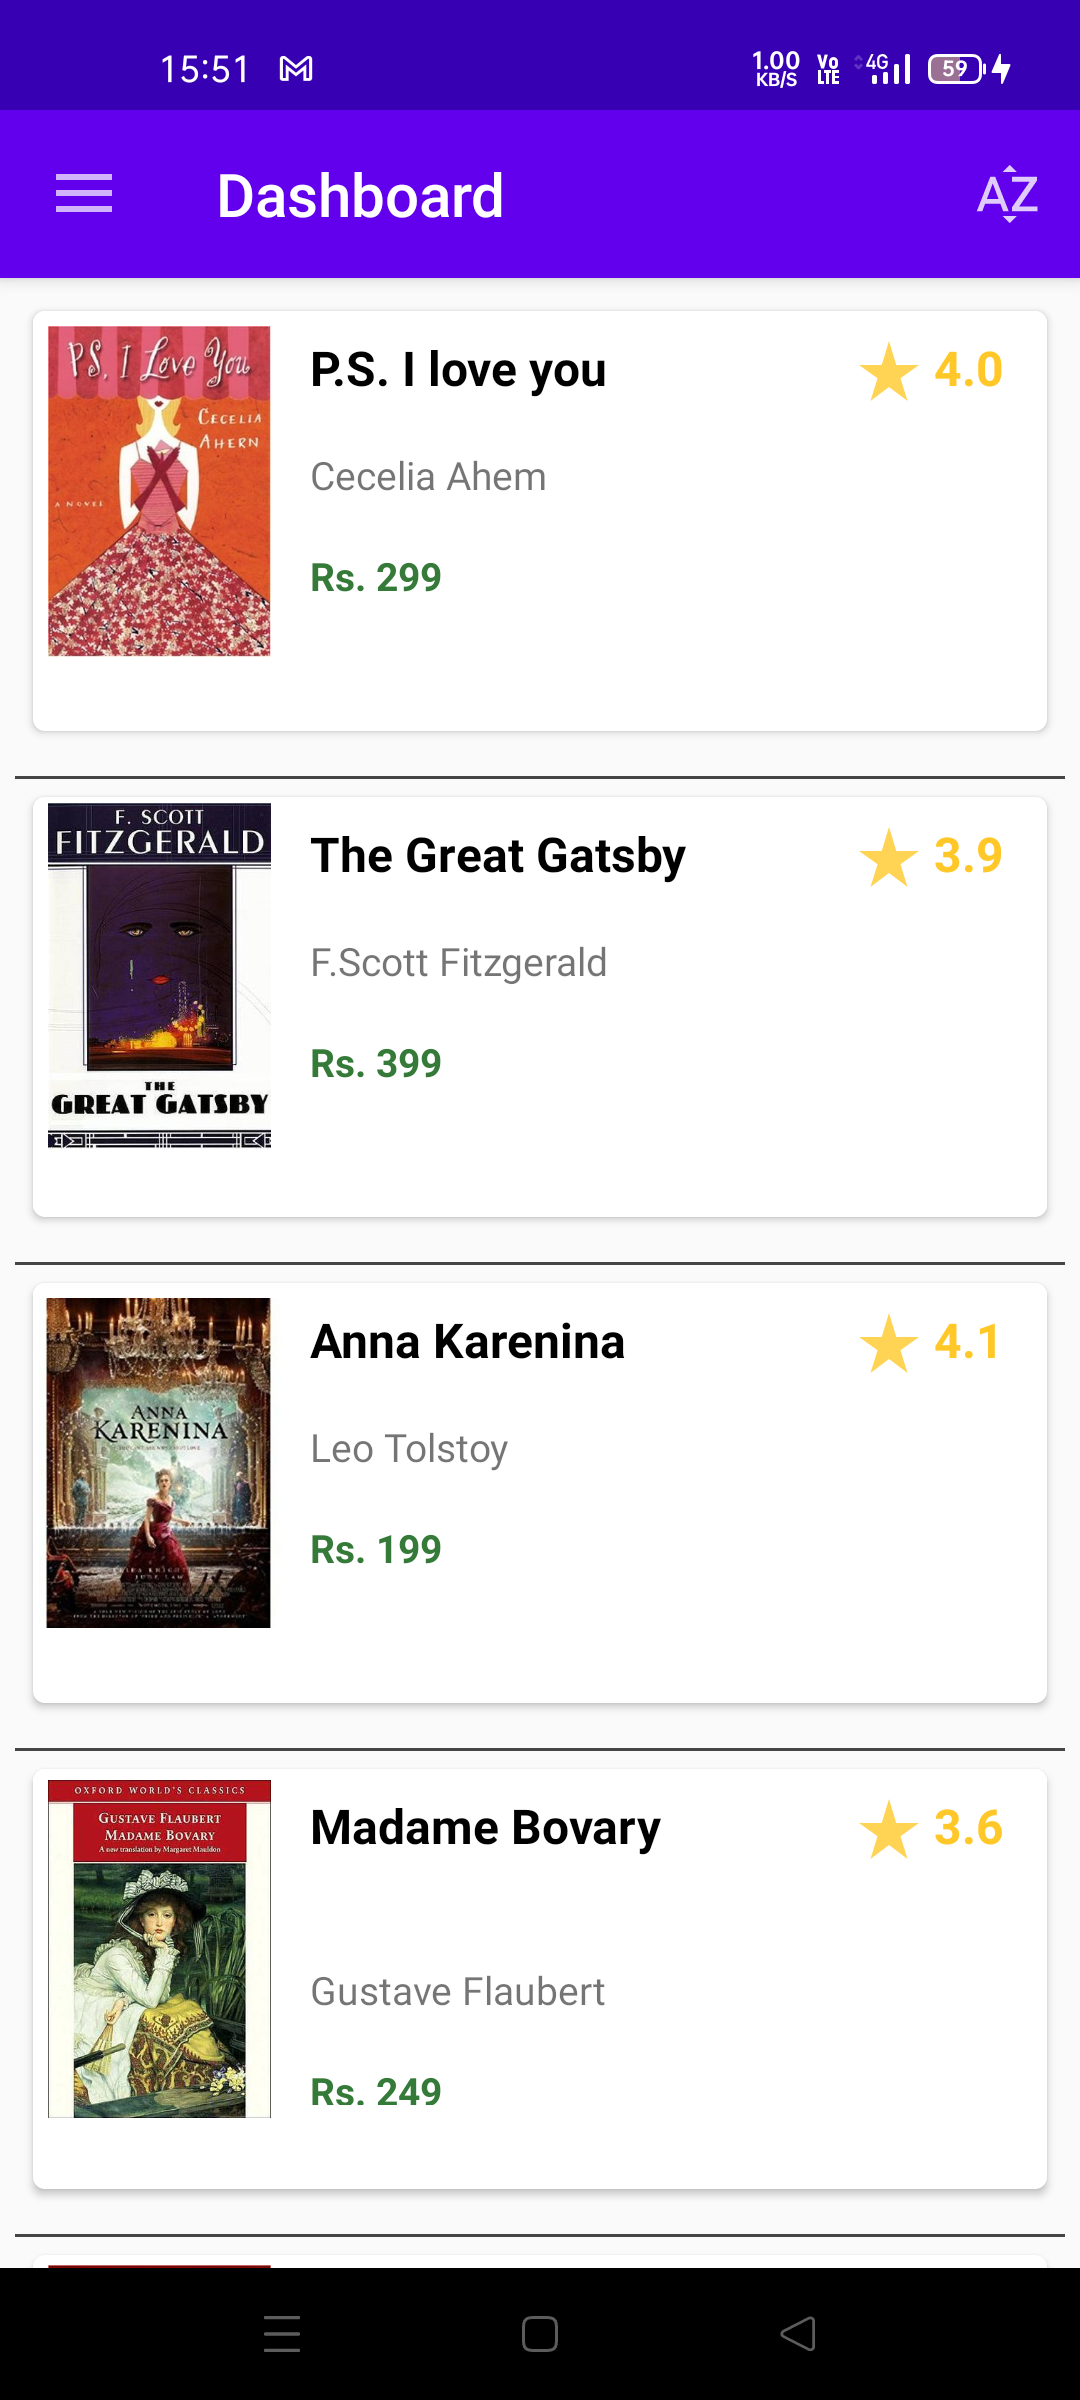 15:51
1.00
KB/S
Vo
LTE
4G
59
Dashboard
AZ
PS, I Love You
CECELIA
AHERN
A NOVEL
P.S. I love you
4.0
Cecelia Ahem
Rs. 299
F. SCOTT
FITZGERALD
THE
GREAT GATSBY
The Great Gatsby
3.9
F.Scott Fitzgerald
Rs. 399
ANNA
KARENINA
Anna Karenina
4.1
Leo Tolstoy
Rs. 199
OXFORD WORLD'S CLASSICS
GUSTAVE FLAUBERT
MADAME BOVARY
A new translation by Margaret Mauldon
Madame Bovary
3.6
Gustave Flaubert
Rs. 249